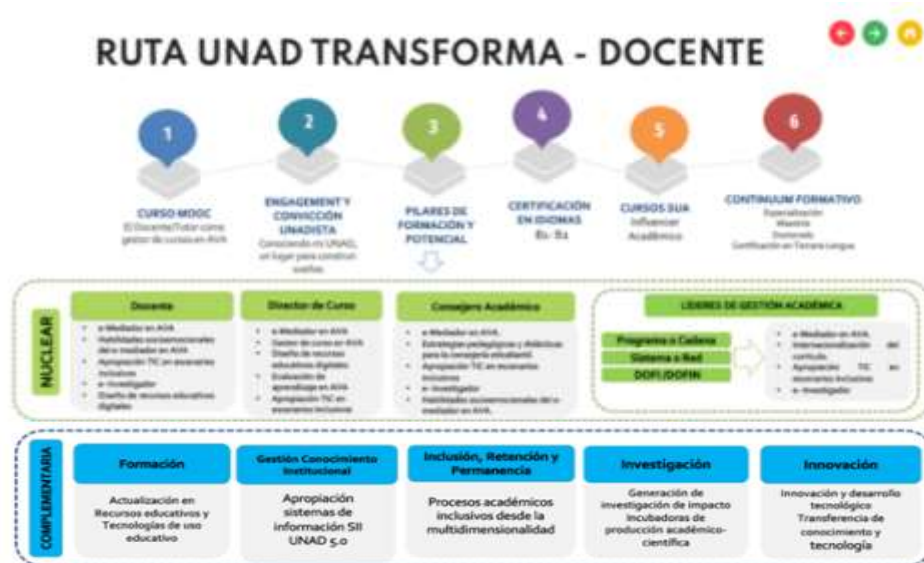 RUTA UNAD TRANSFORMA - DOCENTE
1
2
3
4
5
6
CURSO MOOC
El Docente/Tutor como
gestor de cursos en AVA
ENGAGEMENT Y
CONVICCIÓN
UNADISTA
Conociendo mi UNAD,
un lugar para construir
sueños
PILARES DE
FORMACIÓN Y
POTENCIAL
CERTIFICACIÓN
EN IDIOMAS
CURSOS SUA
Influencer
Académico
CONTINUUM FORMATIVO
Especialización
Maestría
Doctorado
Certificación en Tercera Lengua
NUCLEAR
Docente
e-Mediador en AVA
Habilidades socioemocionales
del e-mediador en AVA
Apropiación TIC en escenarios
inclusivos
e- investigador
Diseño de recursos educativos
digitales
Director de Curso
e-Mediador en AVA
Gestor de curso en AVA
Diseño de recursos
educativos digitales
Evaluación de
aprendizaje en AVA
Apropiación TIC en
escenarios inclusivos
Consejero Académico
e-Mediador en AVA.
Estrategias pedagógicas y didácticas
para la consejería estudiantil.
Apropiación TIC en escenarios
inclusivos
e- investigador
Habilidades socioemocionales del e-
mediador en AVA.
LÍDERES DE GESTIÓN ACADÉMICA
Programa o Cadena
Sistema o Red
DOFI/DOFIN
e-Mediador en AVA.
Internacionalización del
currículo.
Apropiación TIC en
escenarios inclusivos
e- investigador
COMPLEMENTARIA
Formación
Actualización en
Recursos educativos y
Tecnologías de uso
educativo
Gestión Conocimiento
Institucional
Apropiación
sistemas de
información SII
UNAD 5.0
Inclusión, Retención y
Permanencia
Procesos académicos
inclusivos desde la
multidimensionalidad
Investigación
Generación de
investigación de impacto
Incubadoras de
producción académico-
científica
Innovación
Innovación y desarrollo
tecnológico
Transferencia de
conocimiento y
tecnología